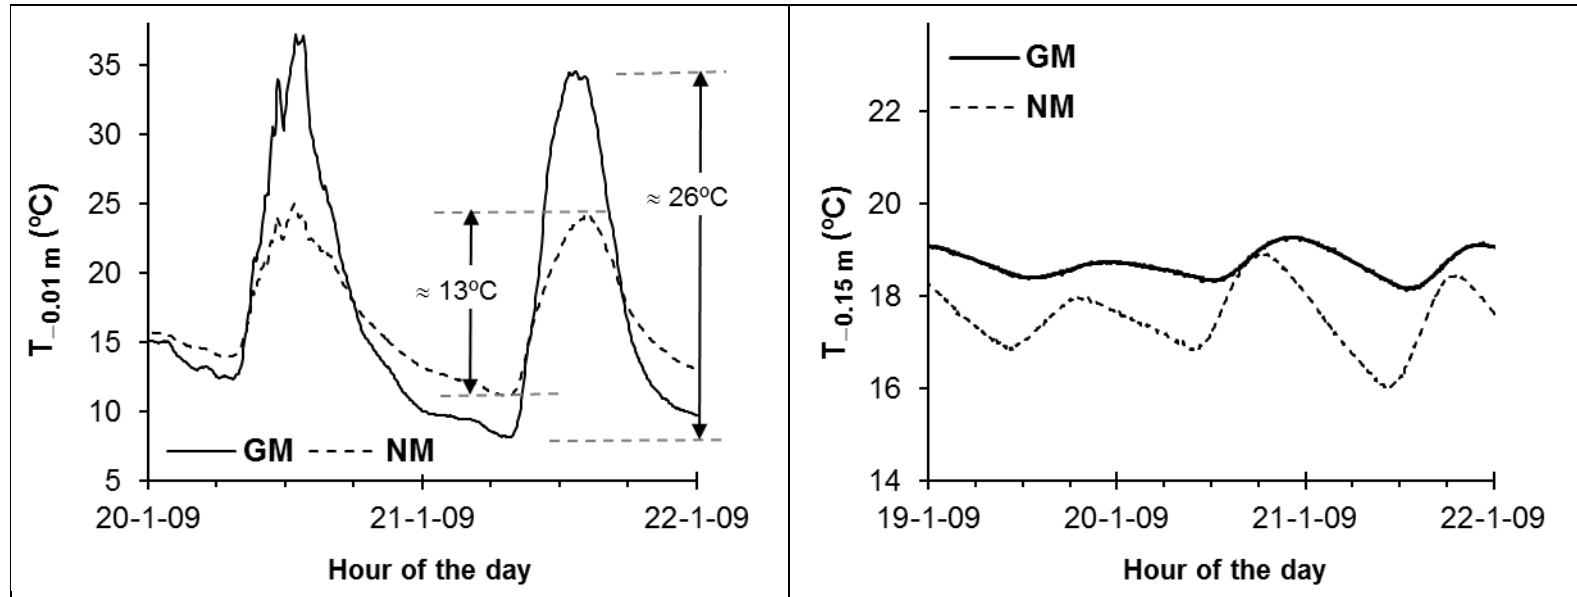 T_0.01 m (ºC)
35
30
25
20
15
10
5
≈ 13ºC
≈ 26ºC
GM
NM
20-1-09
21-1-09
22-1-09
Hour of the day
T_0.15 m (ºC)
GM
NM
22
20
18
16
14
19-1-09
20-1-09
21-1-09
22-1-09
Hour of the day